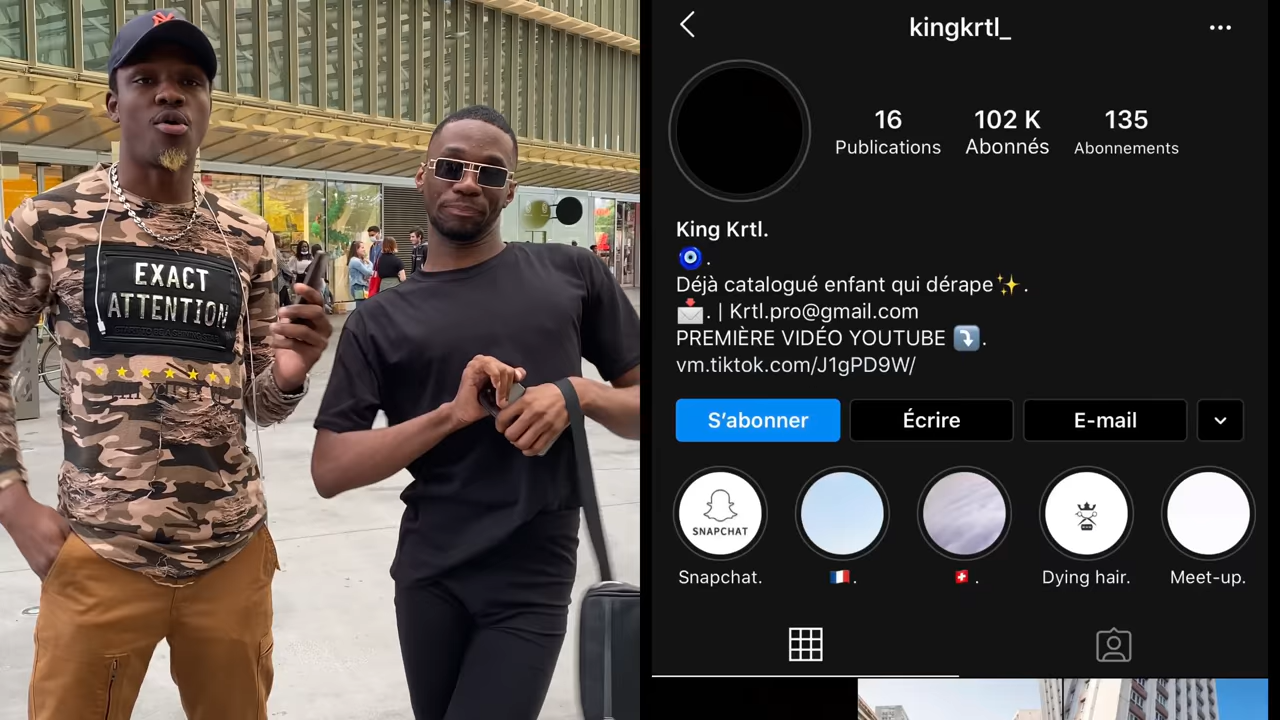 NY
EXACT
ATTENTION
kingkrtl_
16
Publications
102 K
Abonnés
135
Abonnements
King Krtl.
.
Déjà catalogué enfant qui dérape✨.
📩. | Krtl.pro@gmail.com
PREMIÈRE VIDÉO YOUTUBE ⤵️.
vm.tiktok.com/J1gPD9W/
S'abonner
Écrire
E-mail
SNAPCHAT
Snapchat.
🇫🇷.
🇨🇭 .
Dying hair.
Meet-up.